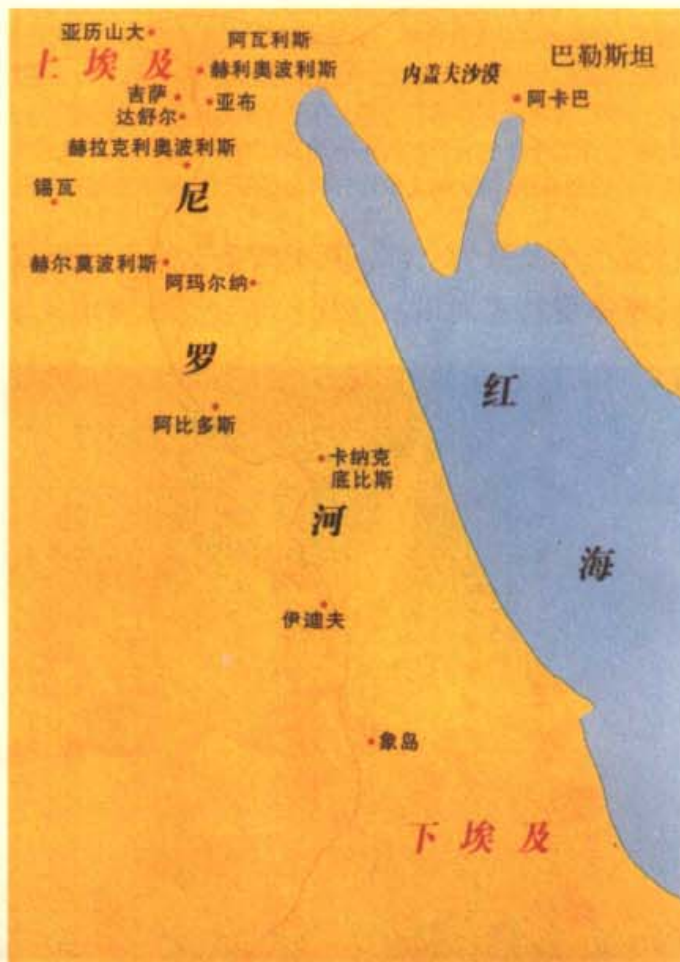 亚历山大
阿瓦利斯
巴勒斯坦
上埃及
赫利奥波利斯
内盖夫沙漠
吉萨
亚布
阿卡巴
达舒尔
赫拉克利奥波利斯
锡瓦
尼
赫尔莫波利斯
阿玛尔纳
罗
红
阿比多斯
卡纳克
底比斯
河
海
伊迪夫
象岛
下埃及